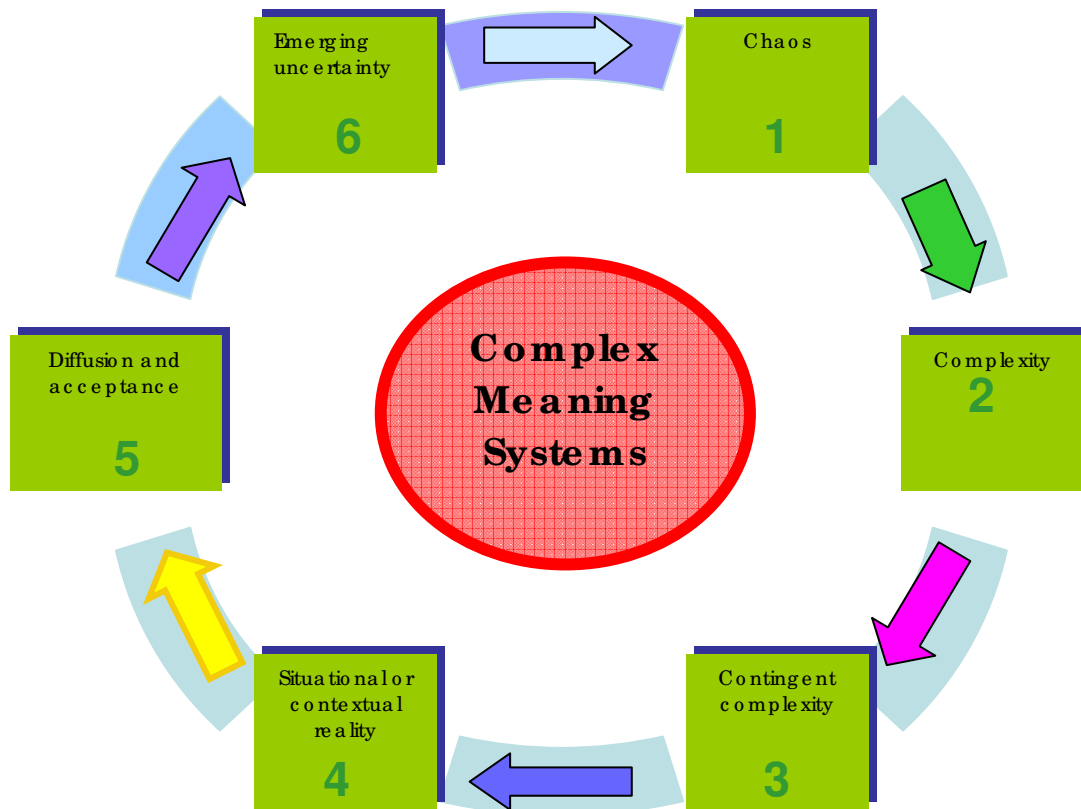 Emerging
uncertainty
6
Chaos
1
Complexity
2
Contingent
complexity
3
Situational or
contextual
reality
4
Diffusion and
acceptance
5
Complex
Meaning
Systems